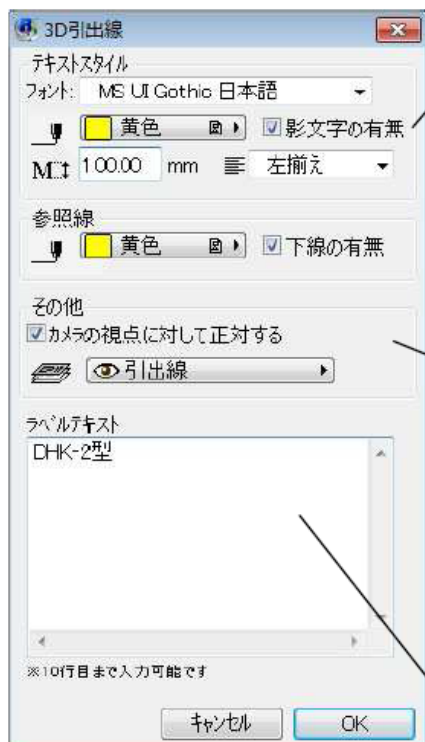 3D引出線
テキストスタイル
フォント: MS UI Gothic 日本語
黄色 影文字の有無
M 100.00 mm 左揃え
参照線
黄色 下線の有無
その他
カメラの視点に対して正対する
引出線
ラベルテキスト
DHK-2型
※10行目まで入力可能です
キャンセル OK